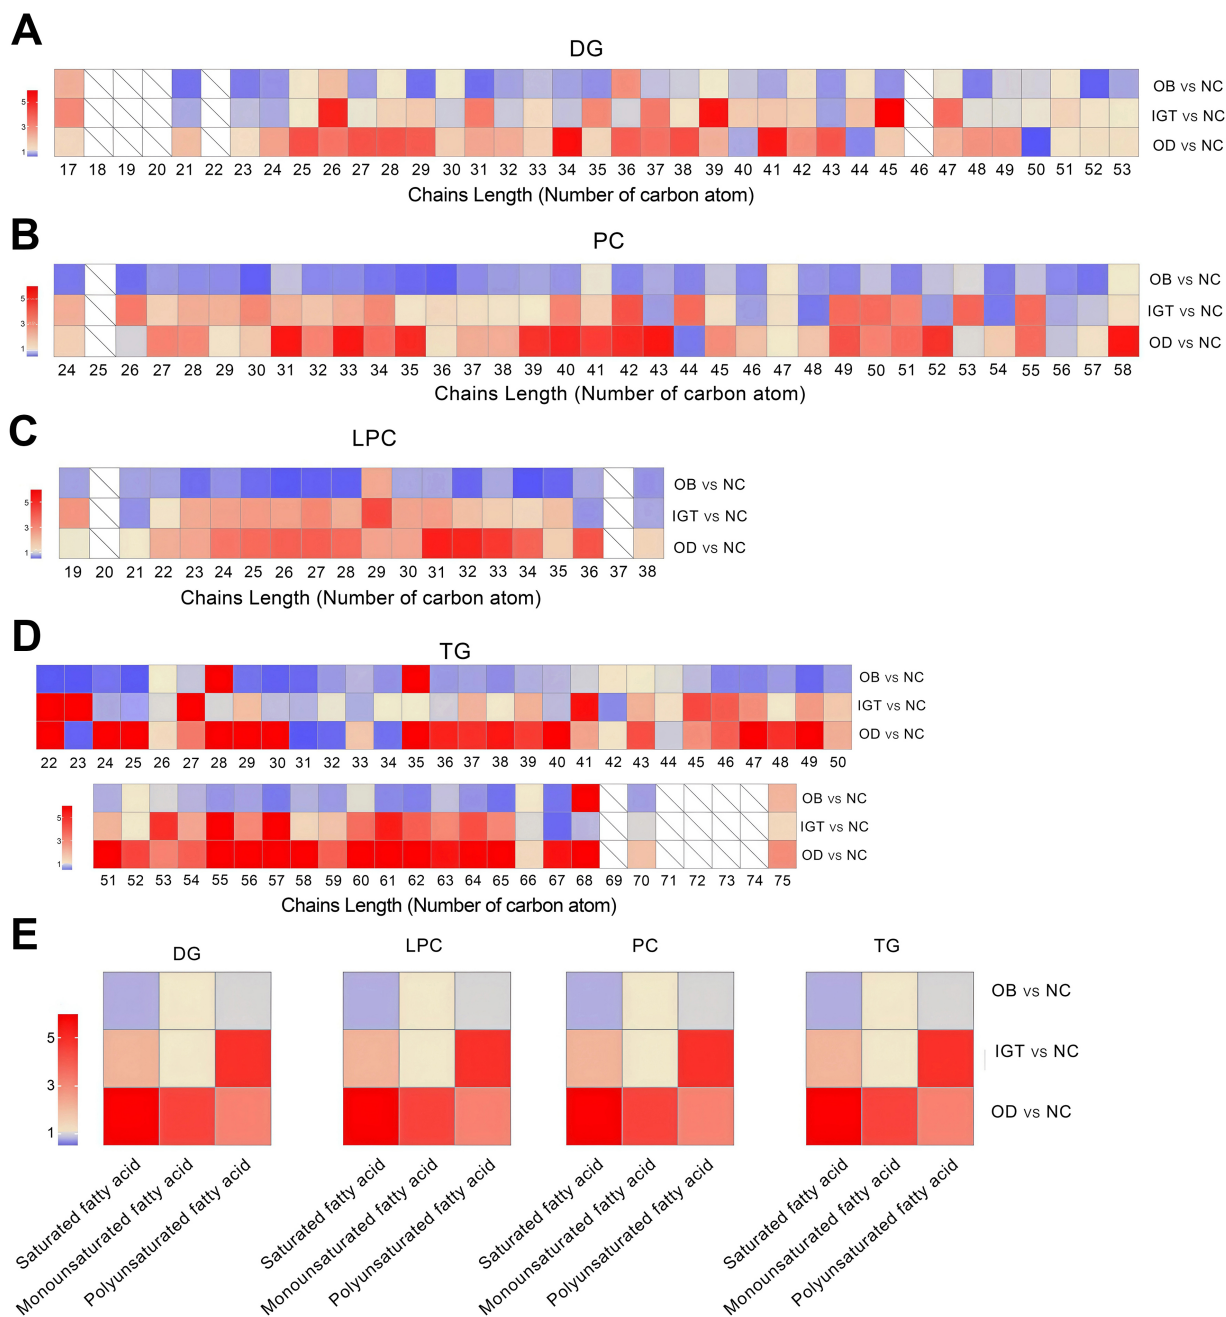 A
DG
5
3
1
OB vs NC
IGT vs NC
OD vs NC
17 18 19 20 21 22 23 24 25 26 27 28 29 30 31 32 33 34 35 36 37 38 39 40 41 42 43 44 45 46 47 48 49 50 51 52 53
Chains Length (Number of carbon atom)
B
PC
5
3
1
OB vs NC
IGT vs NC
OD vs NC
24 25 26 27 28 29 30 31 32 33 34 35 36 37 38 39 40 41 42 43 44 45 46 47 48 49 50 51 52 53 54 55 56 57 58
Chains Length (Number of carbon atom)
C
LPC
5
3
1
OB vs NC
IGT vs NC
OD vs NC
19 20 21 22 23 24 25 26 27 28 29 30 31 32 33 34 35 36 37 38
Chains Length (Number of carbon atom)
D
TG
OB vs NC
IGT vs NC
OD vs NC
22 23 24 25 26 27 28 29 30 31 32 33 34 35 36 37 38 39 40 41 42 43 44 45 46 47 48 49 50
5
3
1
OB vs NC
IGT vs NC
OD vs NC
51 52 53 54 55 56 57 58 59 60 61 62 63 64 65 66 67 68 69 70 71 72 73 74 75
Chains Length (Number of carbon atom)
E
DG LPC PC TG
5
3
1
OB vs NC
IGT vs NC
OD vs NC
Saturated fatty acid
Monounsaturated fatty acid
Polyunsaturated fatty acid
Saturated fatty acid
Monounsaturated fatty acid
Polyunsaturated fatty acid
Saturated fatty acid
Monounsaturated fatty acid
Polyunsaturated fatty acid
Saturated fatty acid
Monounsaturated fatty acid
Polyunsaturated fatty acid